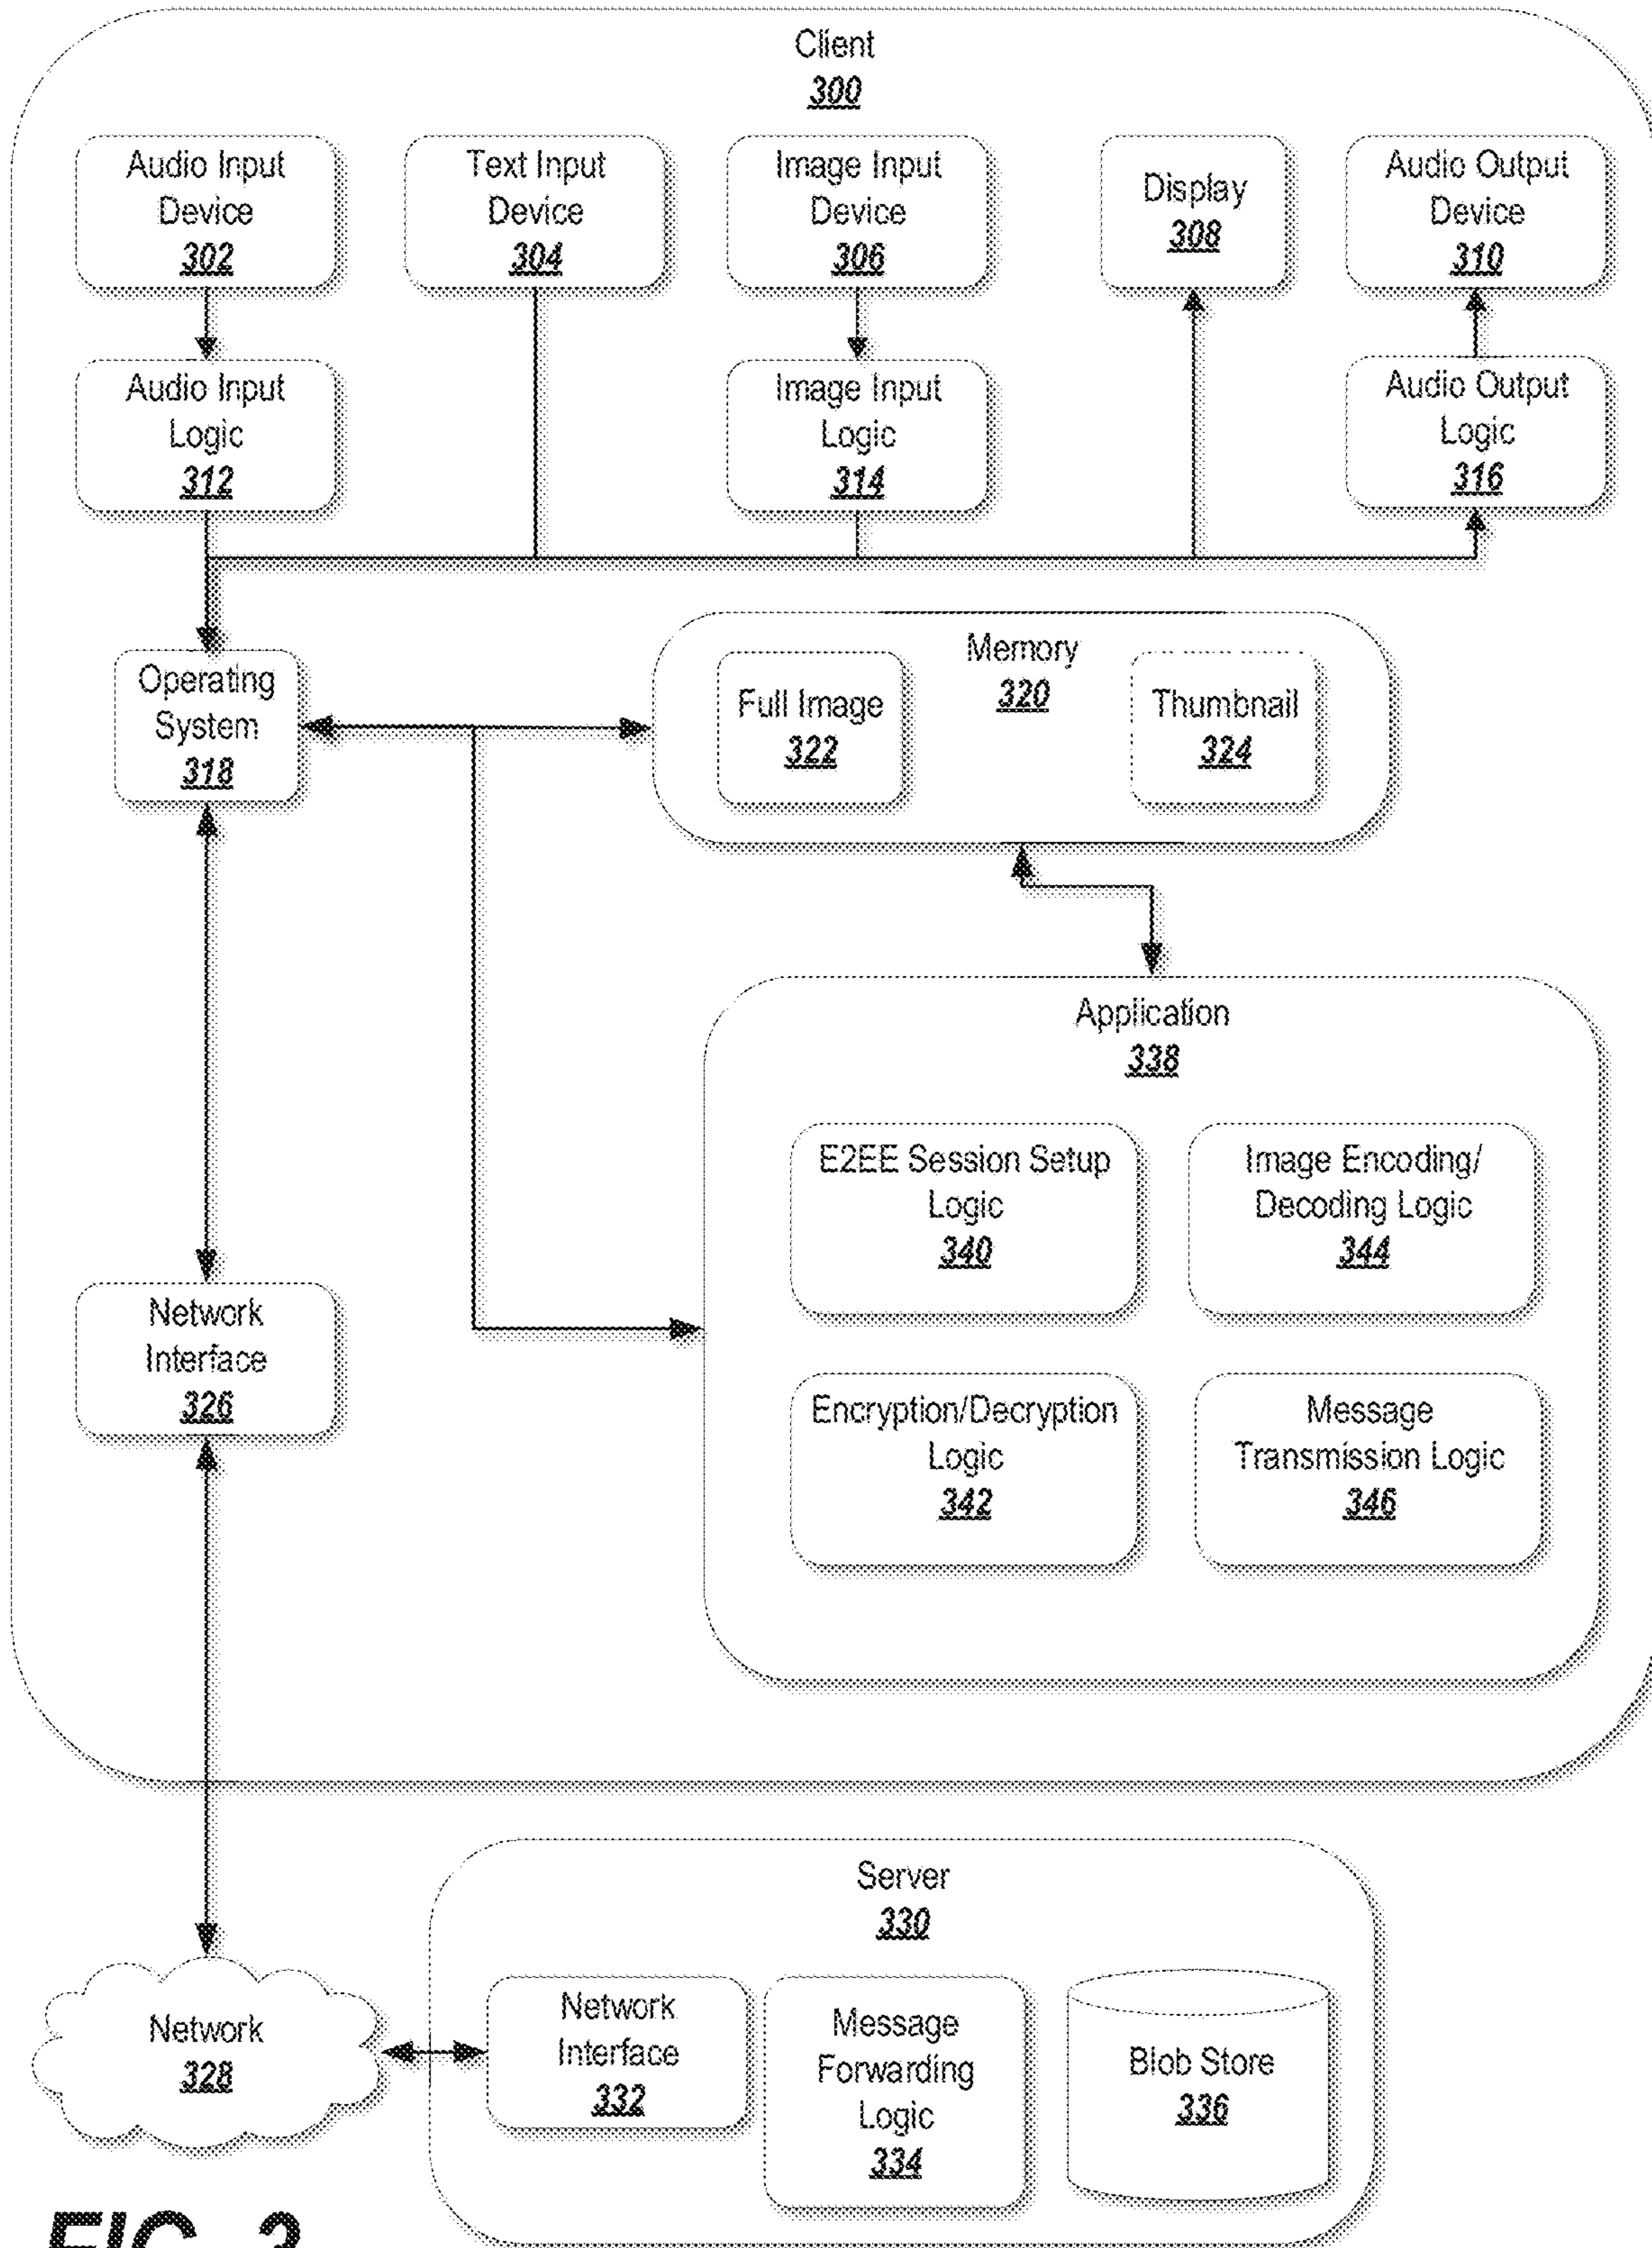 Client
300
Audio Input
Device
302
Text Input
Device
304
Image Input
Device
306
Display
308
Audio Output
Device
310
Audio Input
Logic
312
Image Input
Logic
314
Audio Output
Logic
316
Operating
System
318
Memory
320
Full Image
322
Thumbnail
324
Application
338
E2EE Session Setup
Logic
340
Image Encoding/
Decoding Logic
344
Network
Interface
326
Encryption/Decryption
Logic
342
Message
Transmission Logic
346
Server
330
Network
328
Network
Interface
332
Message
Forwarding
Logic
334
Blob Store
336
FIG. 3